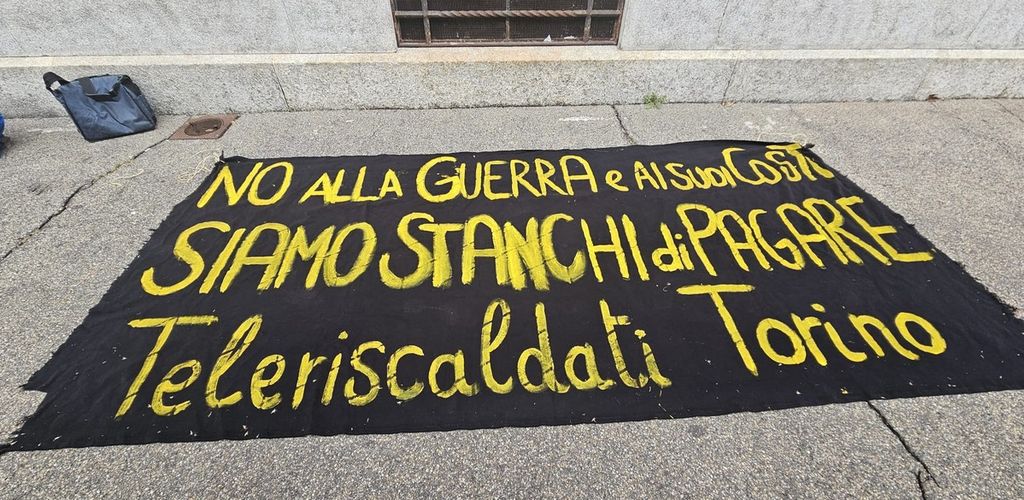 NO ALLA GUERRA e AI SUOI COSTI
SIAMO STANCHI di PAGARE
Teleriscaldati Torino